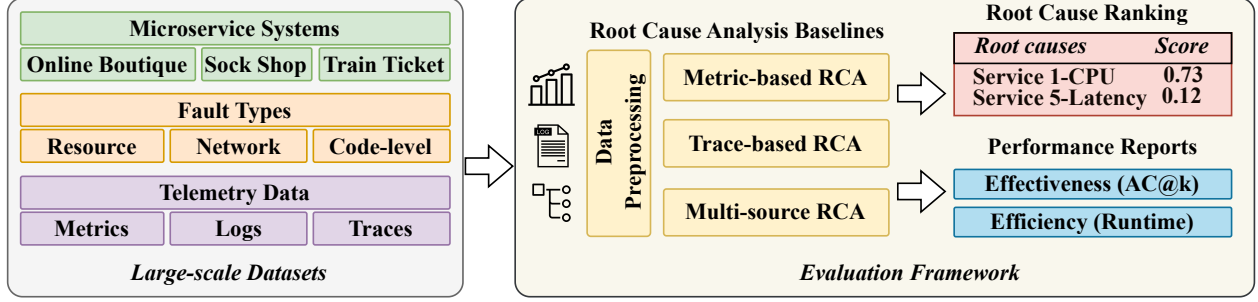 Microservice Systems
Online Boutique Sock Shop Train Ticket
Fault Types
Resource Network Code-level
Telemetry Data
Metrics Logs Traces
Large-scale Datasets
Root Cause Analysis Baselines
LOG
Data Preprocessing
Metric-based RCA
Trace-based RCA
Multi-source RCA
Root Cause Ranking
Root causes Score
Service 1-CPU 0.73
Service 5-Latency 0.12
Performance Reports
Effectiveness (AC@k)
Efficiency (Runtime)
Evaluation Framework